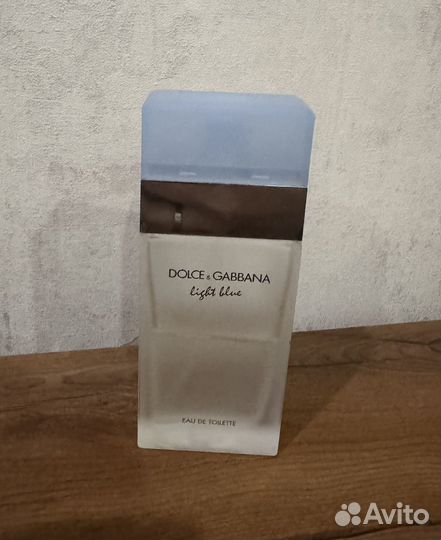 DOLCE & GABBANA
light blue
EAU DE TOILETTE
Avito